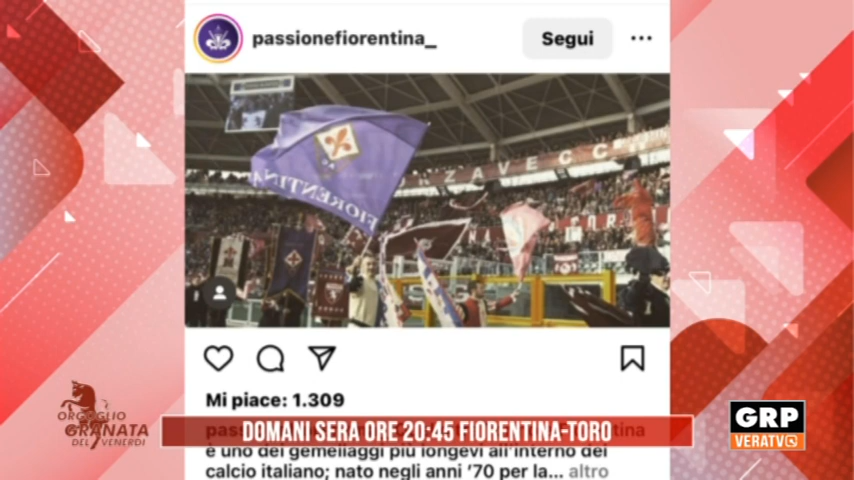 passionefiorentina_
Segui
FIORENTINA
Mi piace: 1.309
DOMANI SERA ORE 20:45 FIORENTINA-TORO
è uno dei gemellaggi più longevi all'interno del
calcio italiano; nato negli anni '70 per la... altro
ORGOGLIO
GRANATA
DEL VENERDI
GRP
VERATV